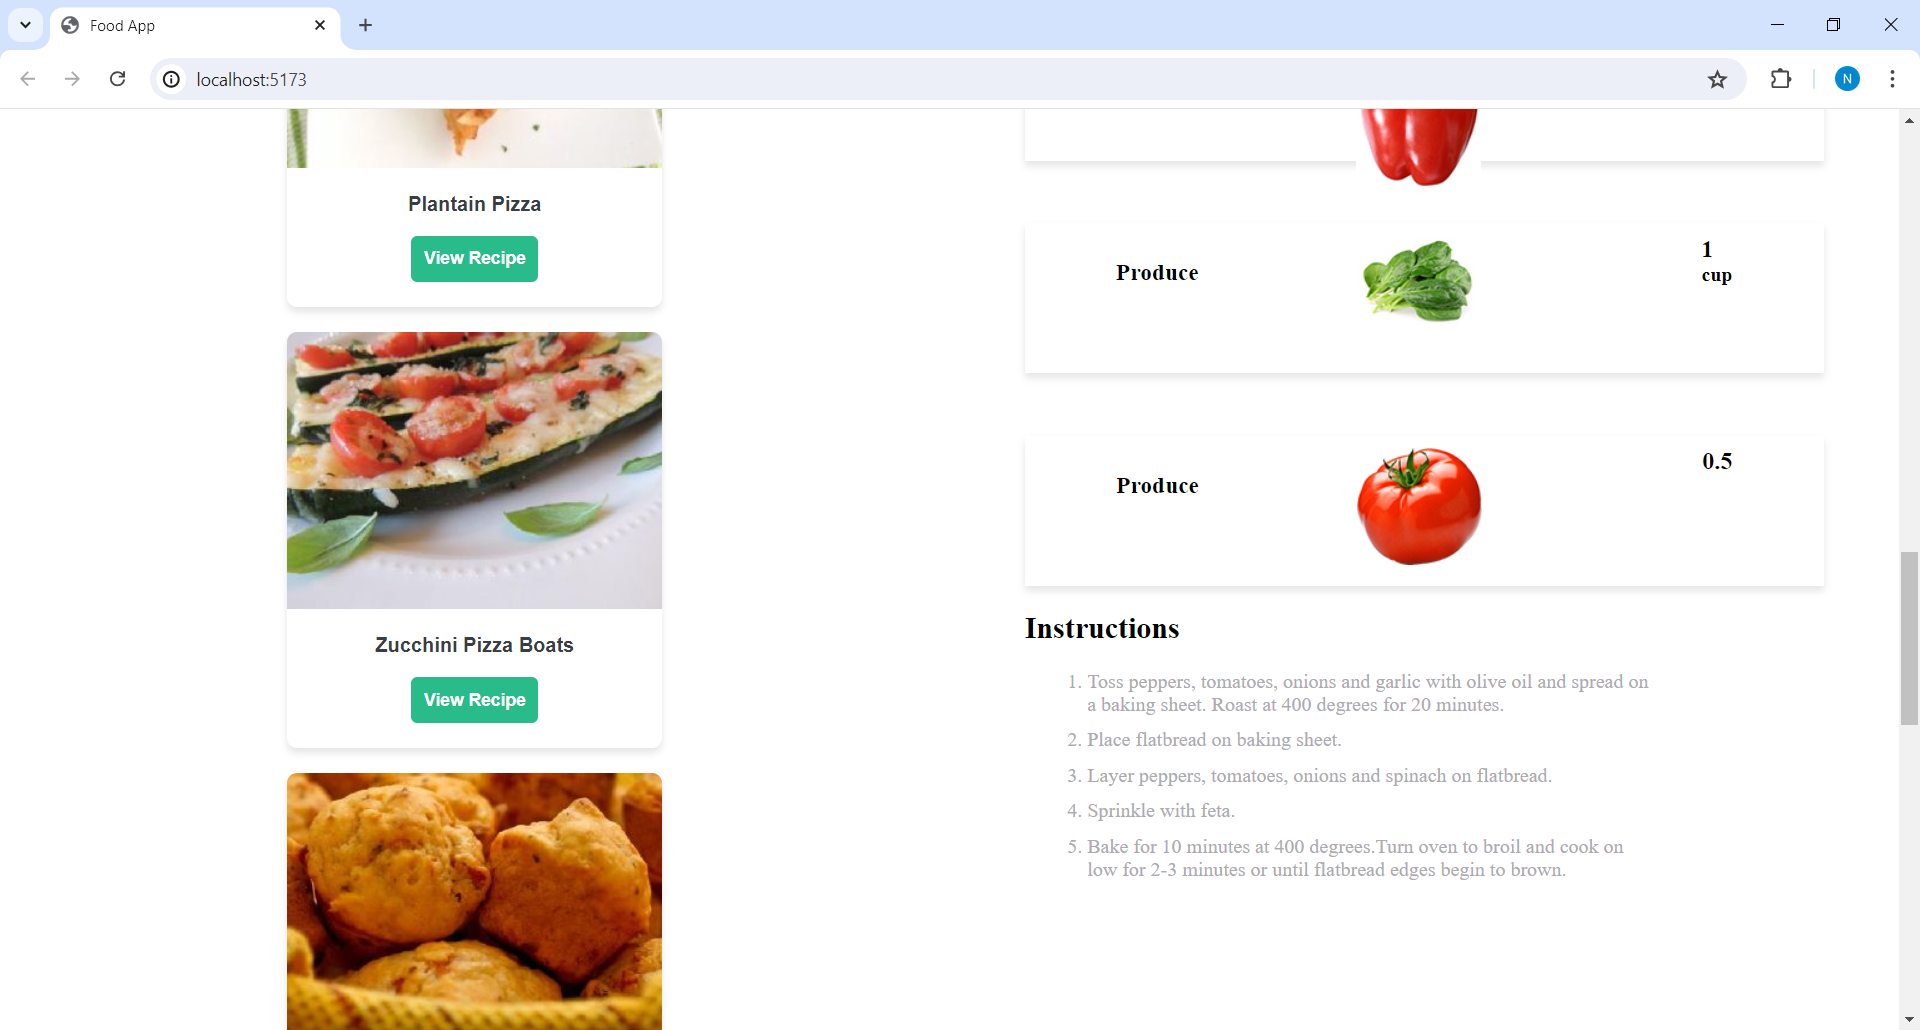 Food App
localhost:5173
N
Plantain Pizza
View Recipe
Zucchini Pizza Boats
View Recipe
Produce
1
cup
Produce
0.5
Instructions
1. Toss peppers, tomatoes, onions and garlic with olive oil and spread on
a baking sheet. Roast at 400 degrees for 20 minutes.
2. Place flatbread on baking sheet.
3. Layer peppers, tomatoes, onions and spinach on flatbread.
4. Sprinkle with feta.
5. Bake for 10 minutes at 400 degrees.Turn oven to broil and cook on
low for 2-3 minutes or until flatbread edges begin to brown.